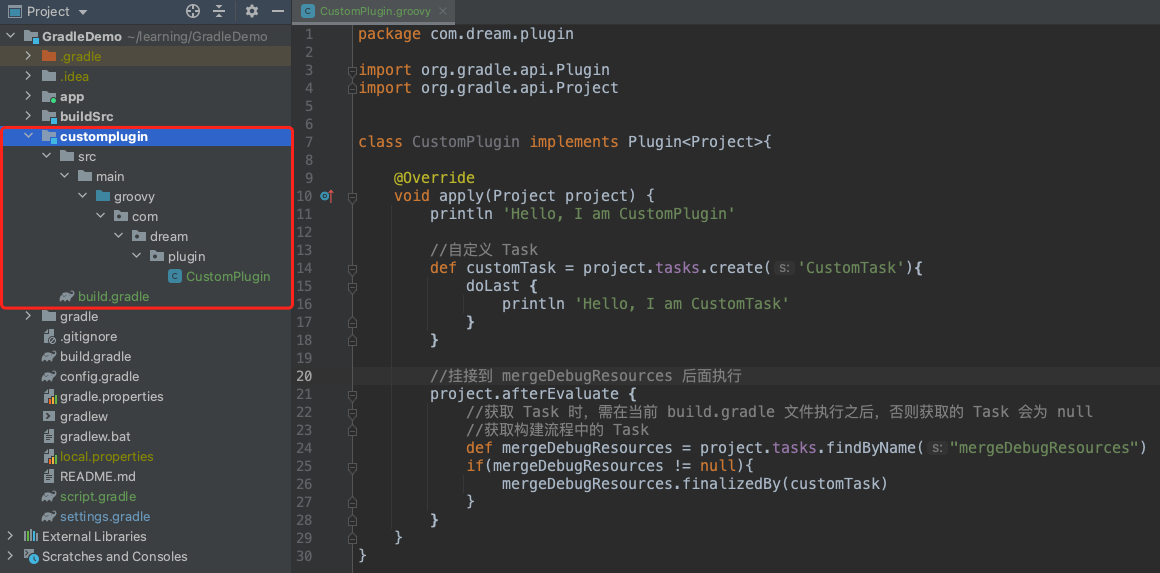 Project
GradleDemo ~/learning/GradleDemo
.gradle
.idea
app
buildSrc
customplugin
src
main
groovy
com
dream
plugin
CustomPlugin
build.gradle
gradle
.gitignore
build.gradle
config.gradle
gradle.properties
gradlew
gradlew.bat
local.properties
README.md
script.gradle
settings.gradle
External Libraries
Scratches and Consoles
CustomPlugin.groovy
1 package com.dream.plugin
2
3 import org.gradle.api.Plugin
4 import org.gradle.api.Project
5
6
7 class CustomPlugin implements Plugin<Project>{
8
9 @Override
10 void apply(Project project) {
11 println 'Hello, I am CustomPlugin'
12
13 //自定义 Task
14 def customTask = project.tasks.create( s: 'CustomTask'){
15 doLast {
16 println 'Hello, I am CustomTask'
17 }
18 }
19
20 //挂接到 mergeDebugResources 后面执行
21 project.afterEvaluate {
22 //获取 Task 时，需在当前 build.gradle 文件执行之后，否则获取的 Task 会为 null
23 //获取构建流程中的 Task
24 def mergeDebugResources = project.tasks.findByName( s: "mergeDebugResources")
25 if(mergeDebugResources != null){
26 mergeDebugResources.finalizedBy(customTask)
27 }
28 }
29 }
30 }